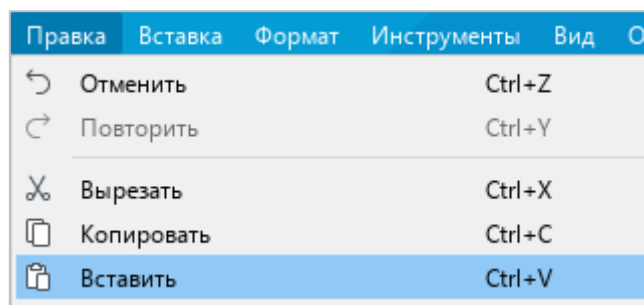 Правка Вставка Формат Инструменты Вид
Отменить Ctrl+Z
Повторить Ctrl+Y
Вырезать Ctrl+X
Копировать Ctrl+C
Вставить Ctrl+V